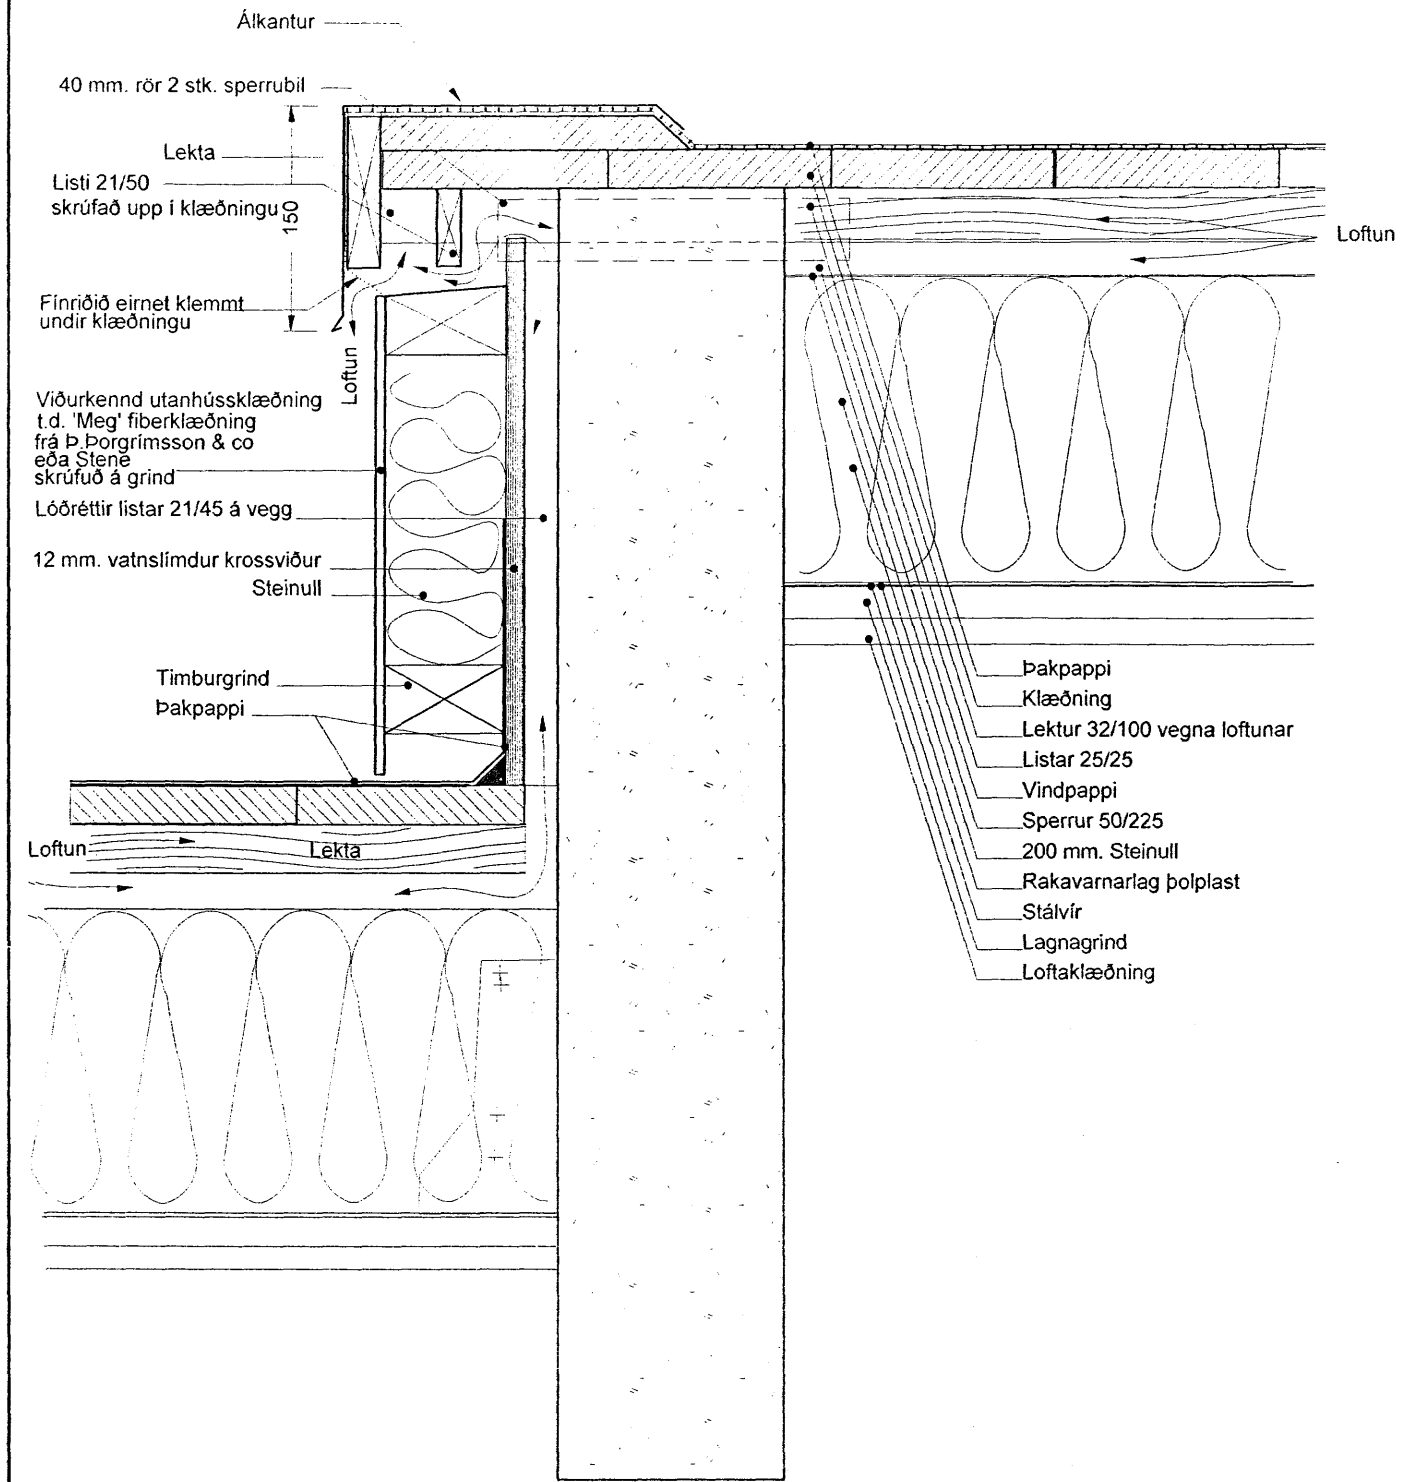 Álkantur
40 mm. rör 2 stk. sperrubil
Lekta
Listi 21/50
skrúfað upp í klæðningu
150
Loftun
Fínriðið eirnet klemmt
undir klæðningu
Loftun
Viðurkennd utanhússklæðning
t.d. 'Meg' fiberklæðning
frá Þ.Þorgrímsson & co
eða Stene
skrúfuð á grind
Lóðréttir listar 21/45 á vegg
12 mm. vatnslímdur krossviður
Steinull
Timburgrind
Þakpappi
Loftun
Lekta
Þakpappi
Klæðning
Lektur 32/100 vegna loftunar
Listar 25/25
Vindpappi
Sperrur 50/225
200 mm. Steinull
Rakavarnarlag þolplast
Stálvír
Lagnagrind
Loftaklæðning